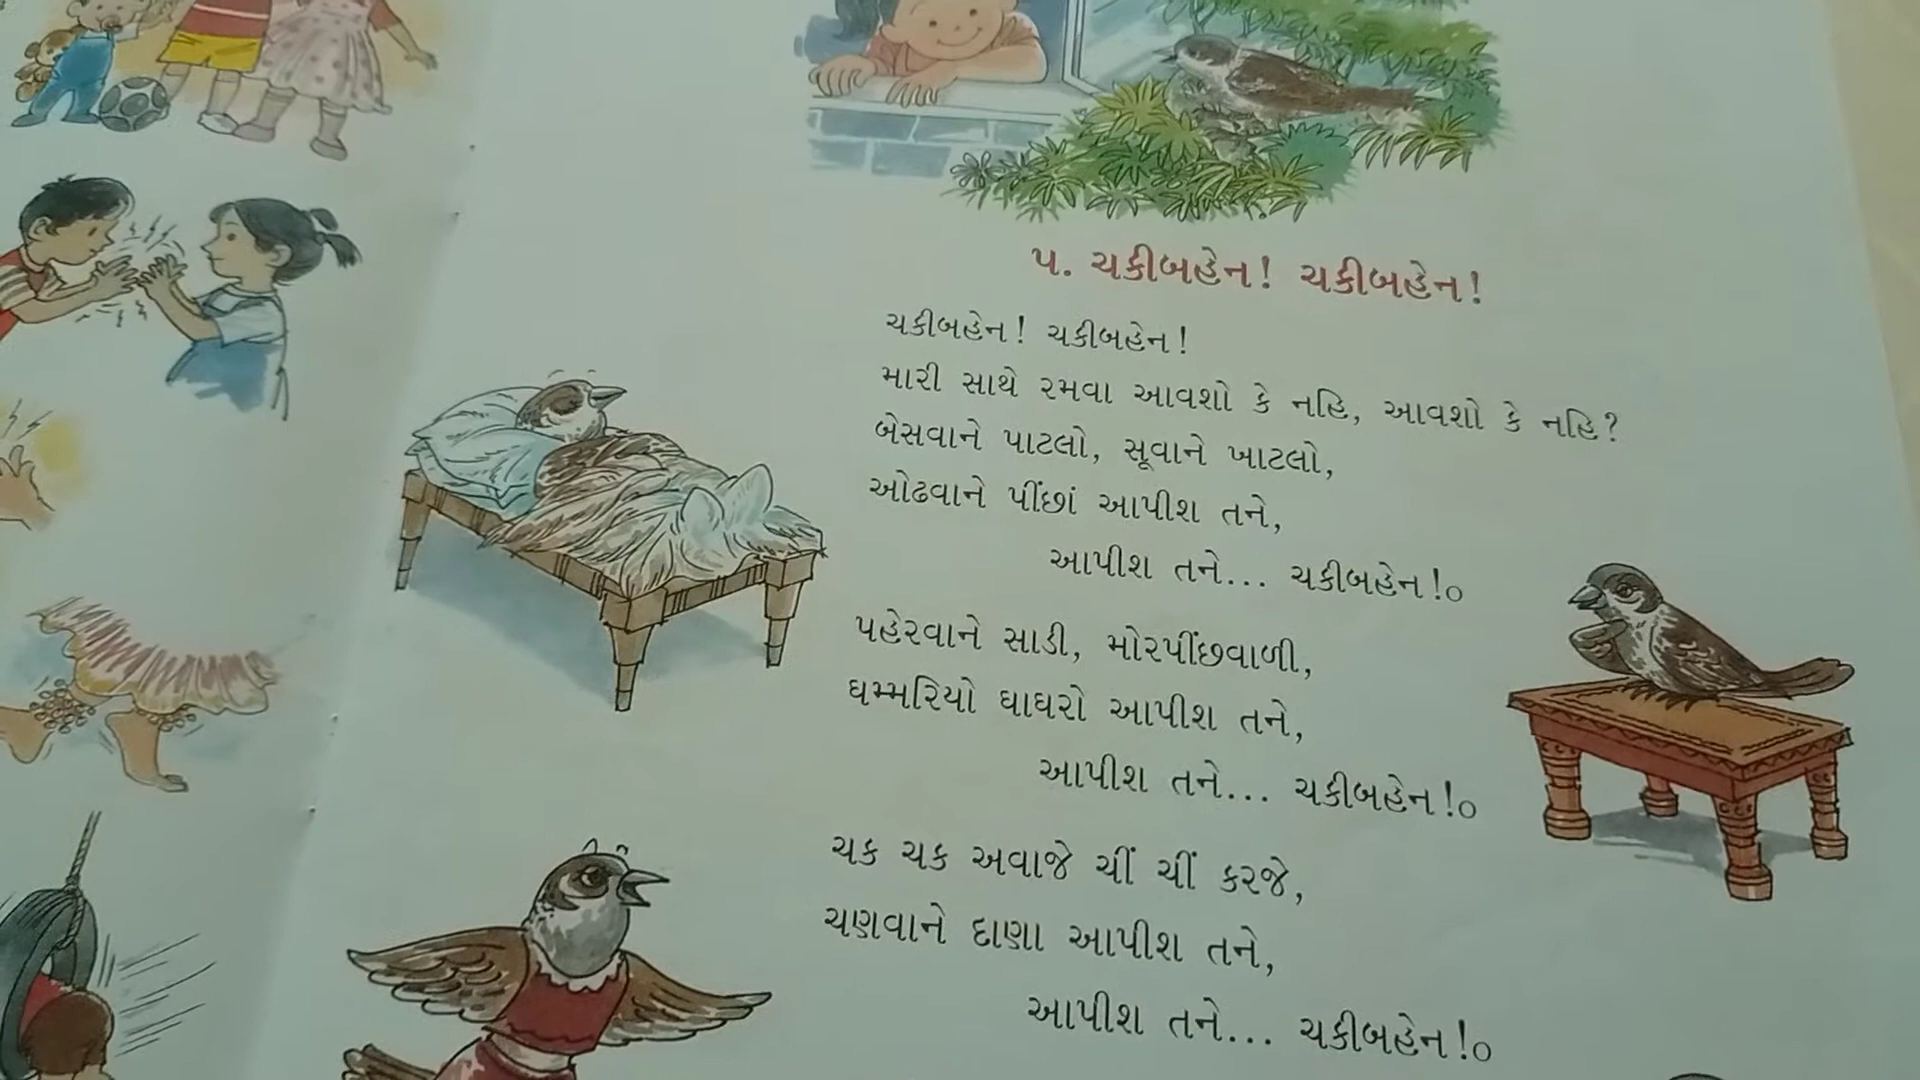 ૫. ચકીબહેન! ચકીબહેન!
ચકીબહેન! ચકીબહેન!
મારી સાથે રમવા આવશો કે નહિ, આવશો કે નહિ?
બેસવાને પાટલો, સૂવાને ખાટલો,
ઓઢવાને પીંછાં આપીશ તને,
આપીશ તને... ચકીબહેન!૦
પહેરવાને સાડી, મોરપીંછવાળી,
ઘમ્મરિયો ઘાઘરો આપીશ તને,
આપીશ તને... ચકીબહેન!૦
ચક ચક અવાજે ચીં ચીં કરજે,
ચણવાને દાણા આપીશ તને,
આપીશ તને... ચકીબહેન!૦